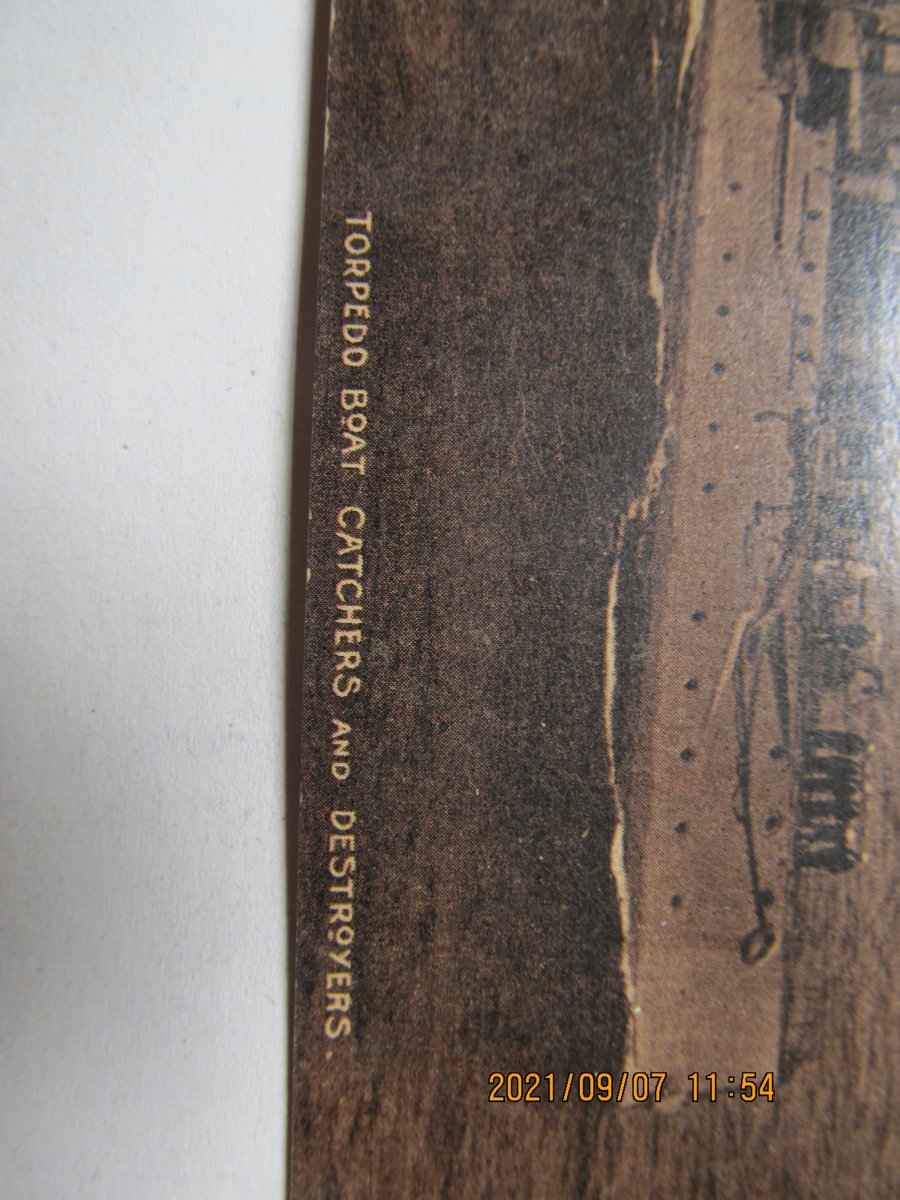 TORPEDO BOAT CATCHERS AND DESTROYERS.
2021/09/07 11:54